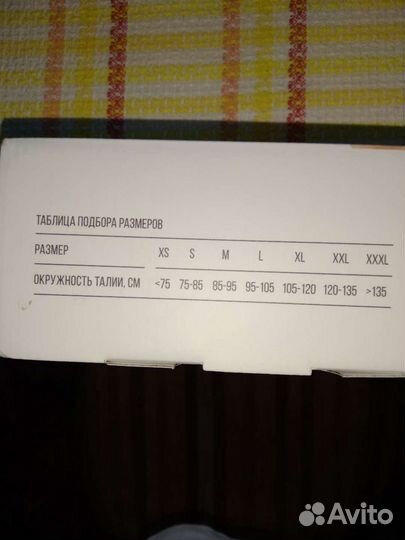 ТАБЛИЦА ПОДБОРА РАЗМЕРОВ
РАЗМЕР XS S M L XL XXL XXXL
ОКРУЖНОСТЬ ТАЛИИ, СМ <75 75-85 85-95 95-105 105-120 120-135 >135
Avito